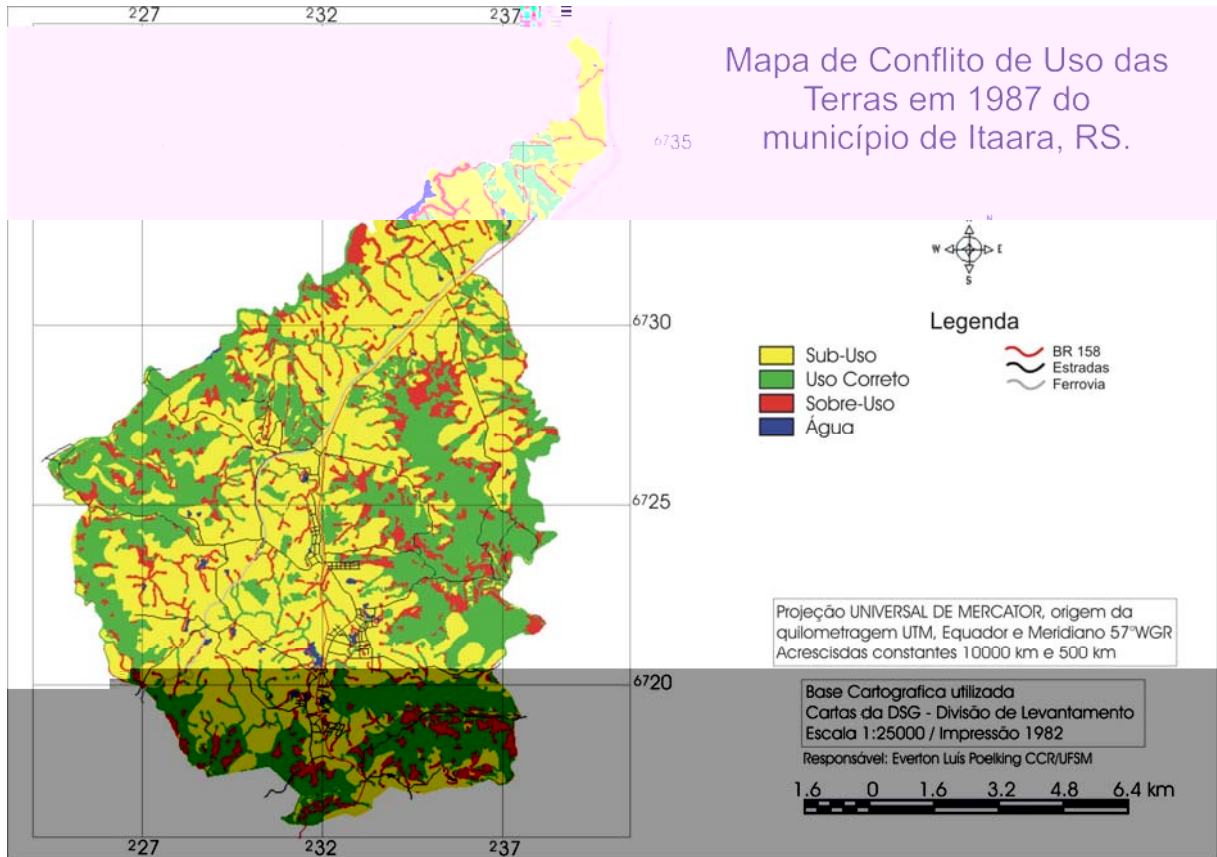 227 232 237
Mapa de Conflito de Uso das
Terras em 1987 do
município de Itaara, RS.
6735
W E
S
6730
Legenda
Sub-Uso
Uso Correto
Sobre-Uso
Água
BR 158
Estradas
Ferrovia
6725
Projeção UNIVERSAL DE MERCATOR, origem da
quilometragem UTM, Equador e Meridiano 57°WGR
Acrescisdas constantes 10000 km e 500 km
6720
Base Cartografica utilizada
Cartas da DSG - Divisão de Levantamento
Escala 1:25000 / Impressão 1982
Responsável: Everton Luís Poelking CCR/UFSM
1.6 0 1.6 3.2 4.8 6.4 km
227 232 237